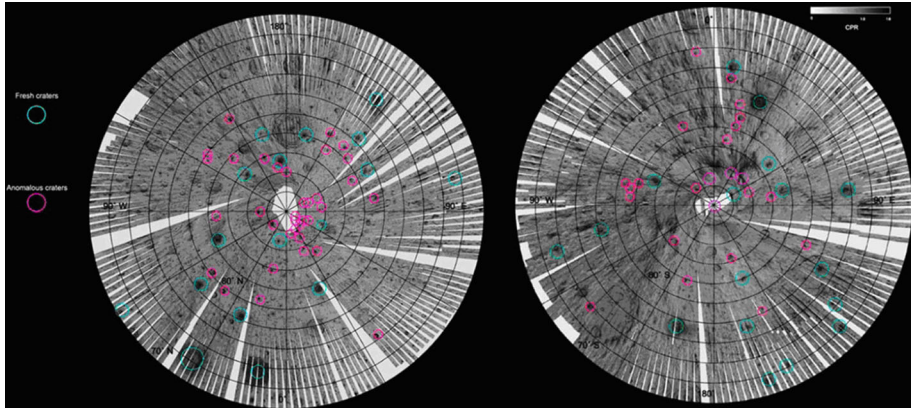 Fresh craters
Anomalous craters
180°
90° W
90° E
80° N
70° N
0°
0°
CPR
90° W
90° E
80° S
70° S
180°